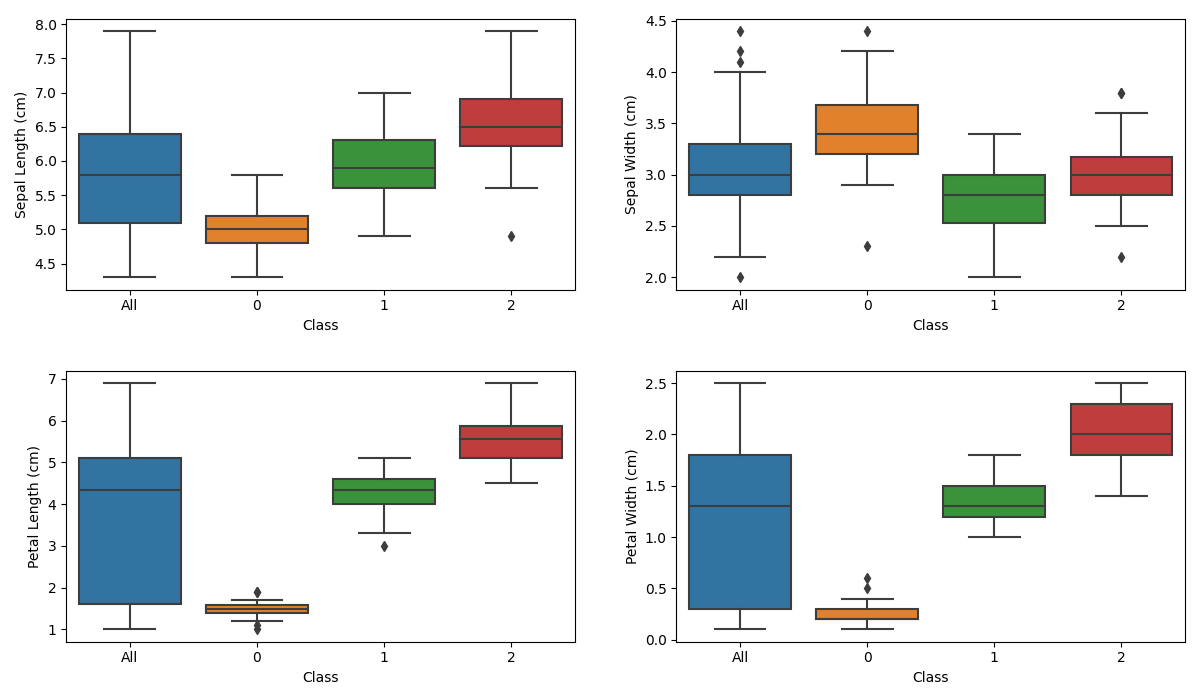 Sepal Length (cm)
8.0
7.5
7.0
6.5
6.0
5.5
5.0
4.5
All 0 1 2
Class
Sepal Width (cm)
4.5
4.0
3.5
3.0
2.5
2.0
All 0 1 2
Class
Petal Length (cm)
7
6
5
4
3
2
1
All 0 1 2
Class
Petal Width (cm)
2.5
2.0
1.5
1.0
0.5
0.0
All 0 1 2
Class